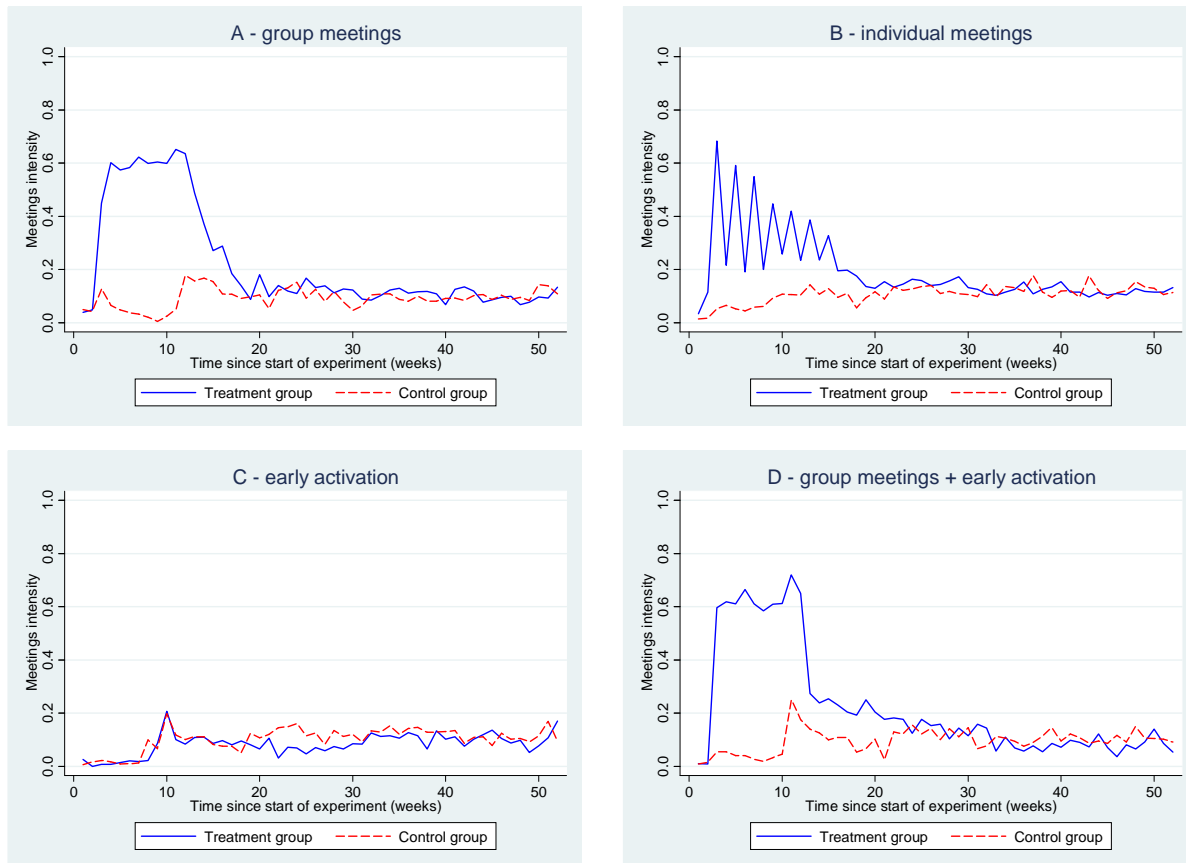 A - group meetings
Meetings intensity
0.0 0.2 0.4 0.6 0.8 1.0
0 10 20 30 40 50
Time since start of experiment (weeks)
Treatment group Control group
B - individual meetings
Meetings intensity
0.0 0.2 0.4 0.6 0.8 1.0
0 10 20 30 40 50
Time since start of experiment (weeks)
Treatment group Control group
C - early activation
Meetings intensity
0.0 0.2 0.4 0.6 0.8 1.0
0 10 20 30 40 50
Time since start of experiment (weeks)
Treatment group Control group
D - group meetings + early activation
Meetings intensity
0.0 0.2 0.4 0.6 0.8 1.0
0 10 20 30 40 50
Time since start of experiment (weeks)
Treatment group Control group